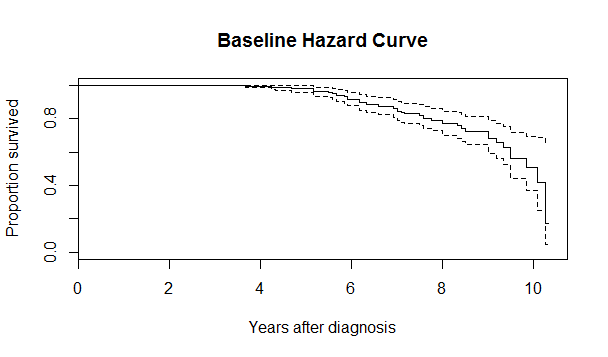 Baseline Hazard Curve
Proportion survived
0.8
0.4
0.0
0 2 4 6 8 10
Years after diagnosis